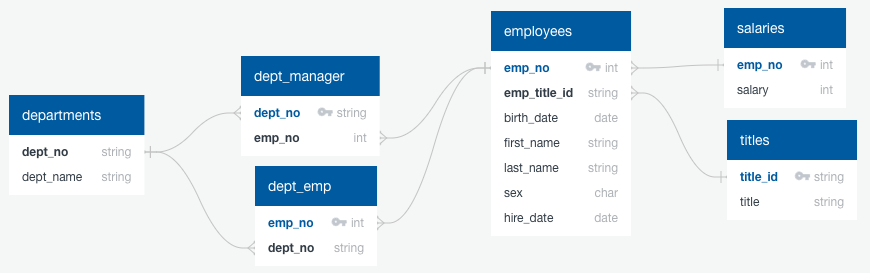 departments
dept_no string
dept_name string
dept_manager
dept_no string
emp_no int
dept_emp
emp_no int
dept_no string
employees
emp_no int
emp_title_id string
birth_date date
first_name string
last_name string
sex char
hire_date date
salaries
emp_no int
salary int
titles
title_id string
title string